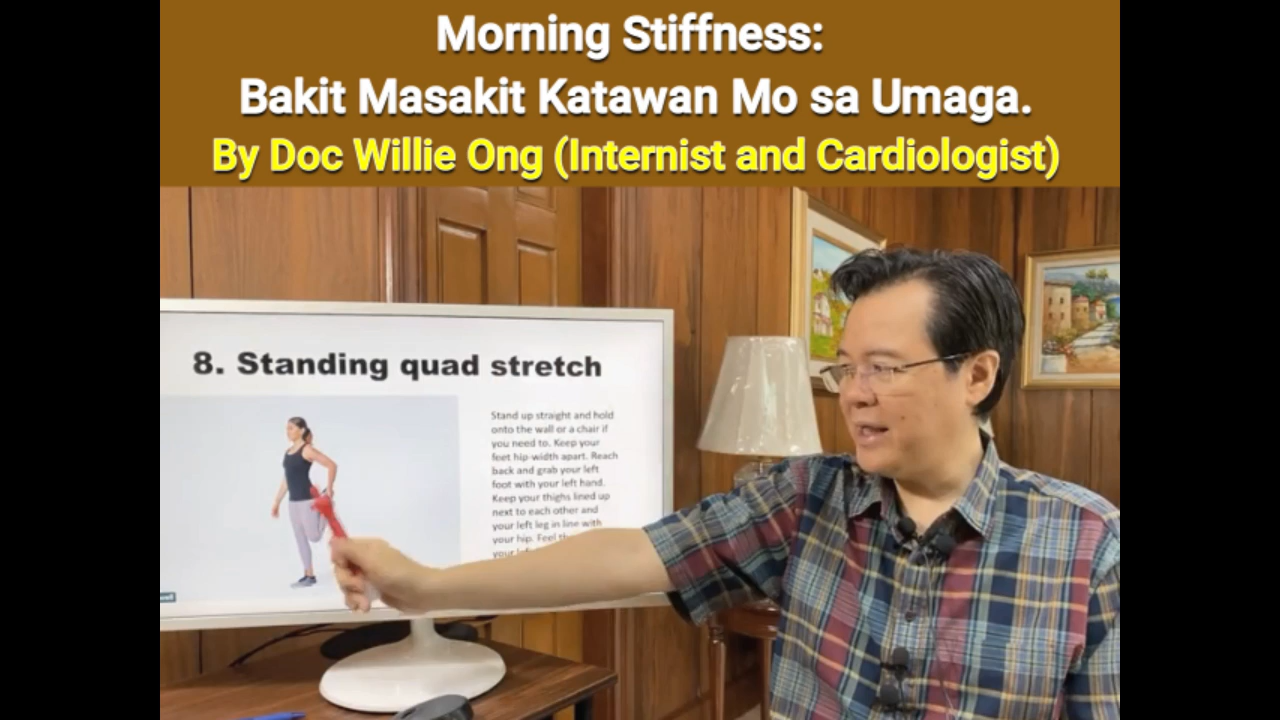 Morning Stiffness:
Bakit Masakit Katawan Mo sa Umaga.
By Doc Willie Ong (Internist and Cardiologist)
8. Standing quad stretch
Stand up straight and hold
onto the wall or a chair if
you need to. Keep your
feet hip-width apart. Reach
back and grab your left
foot with your left hand.
Keep your thighs lined up
next to each other and
your left leg in line with
your hip. Feel
your